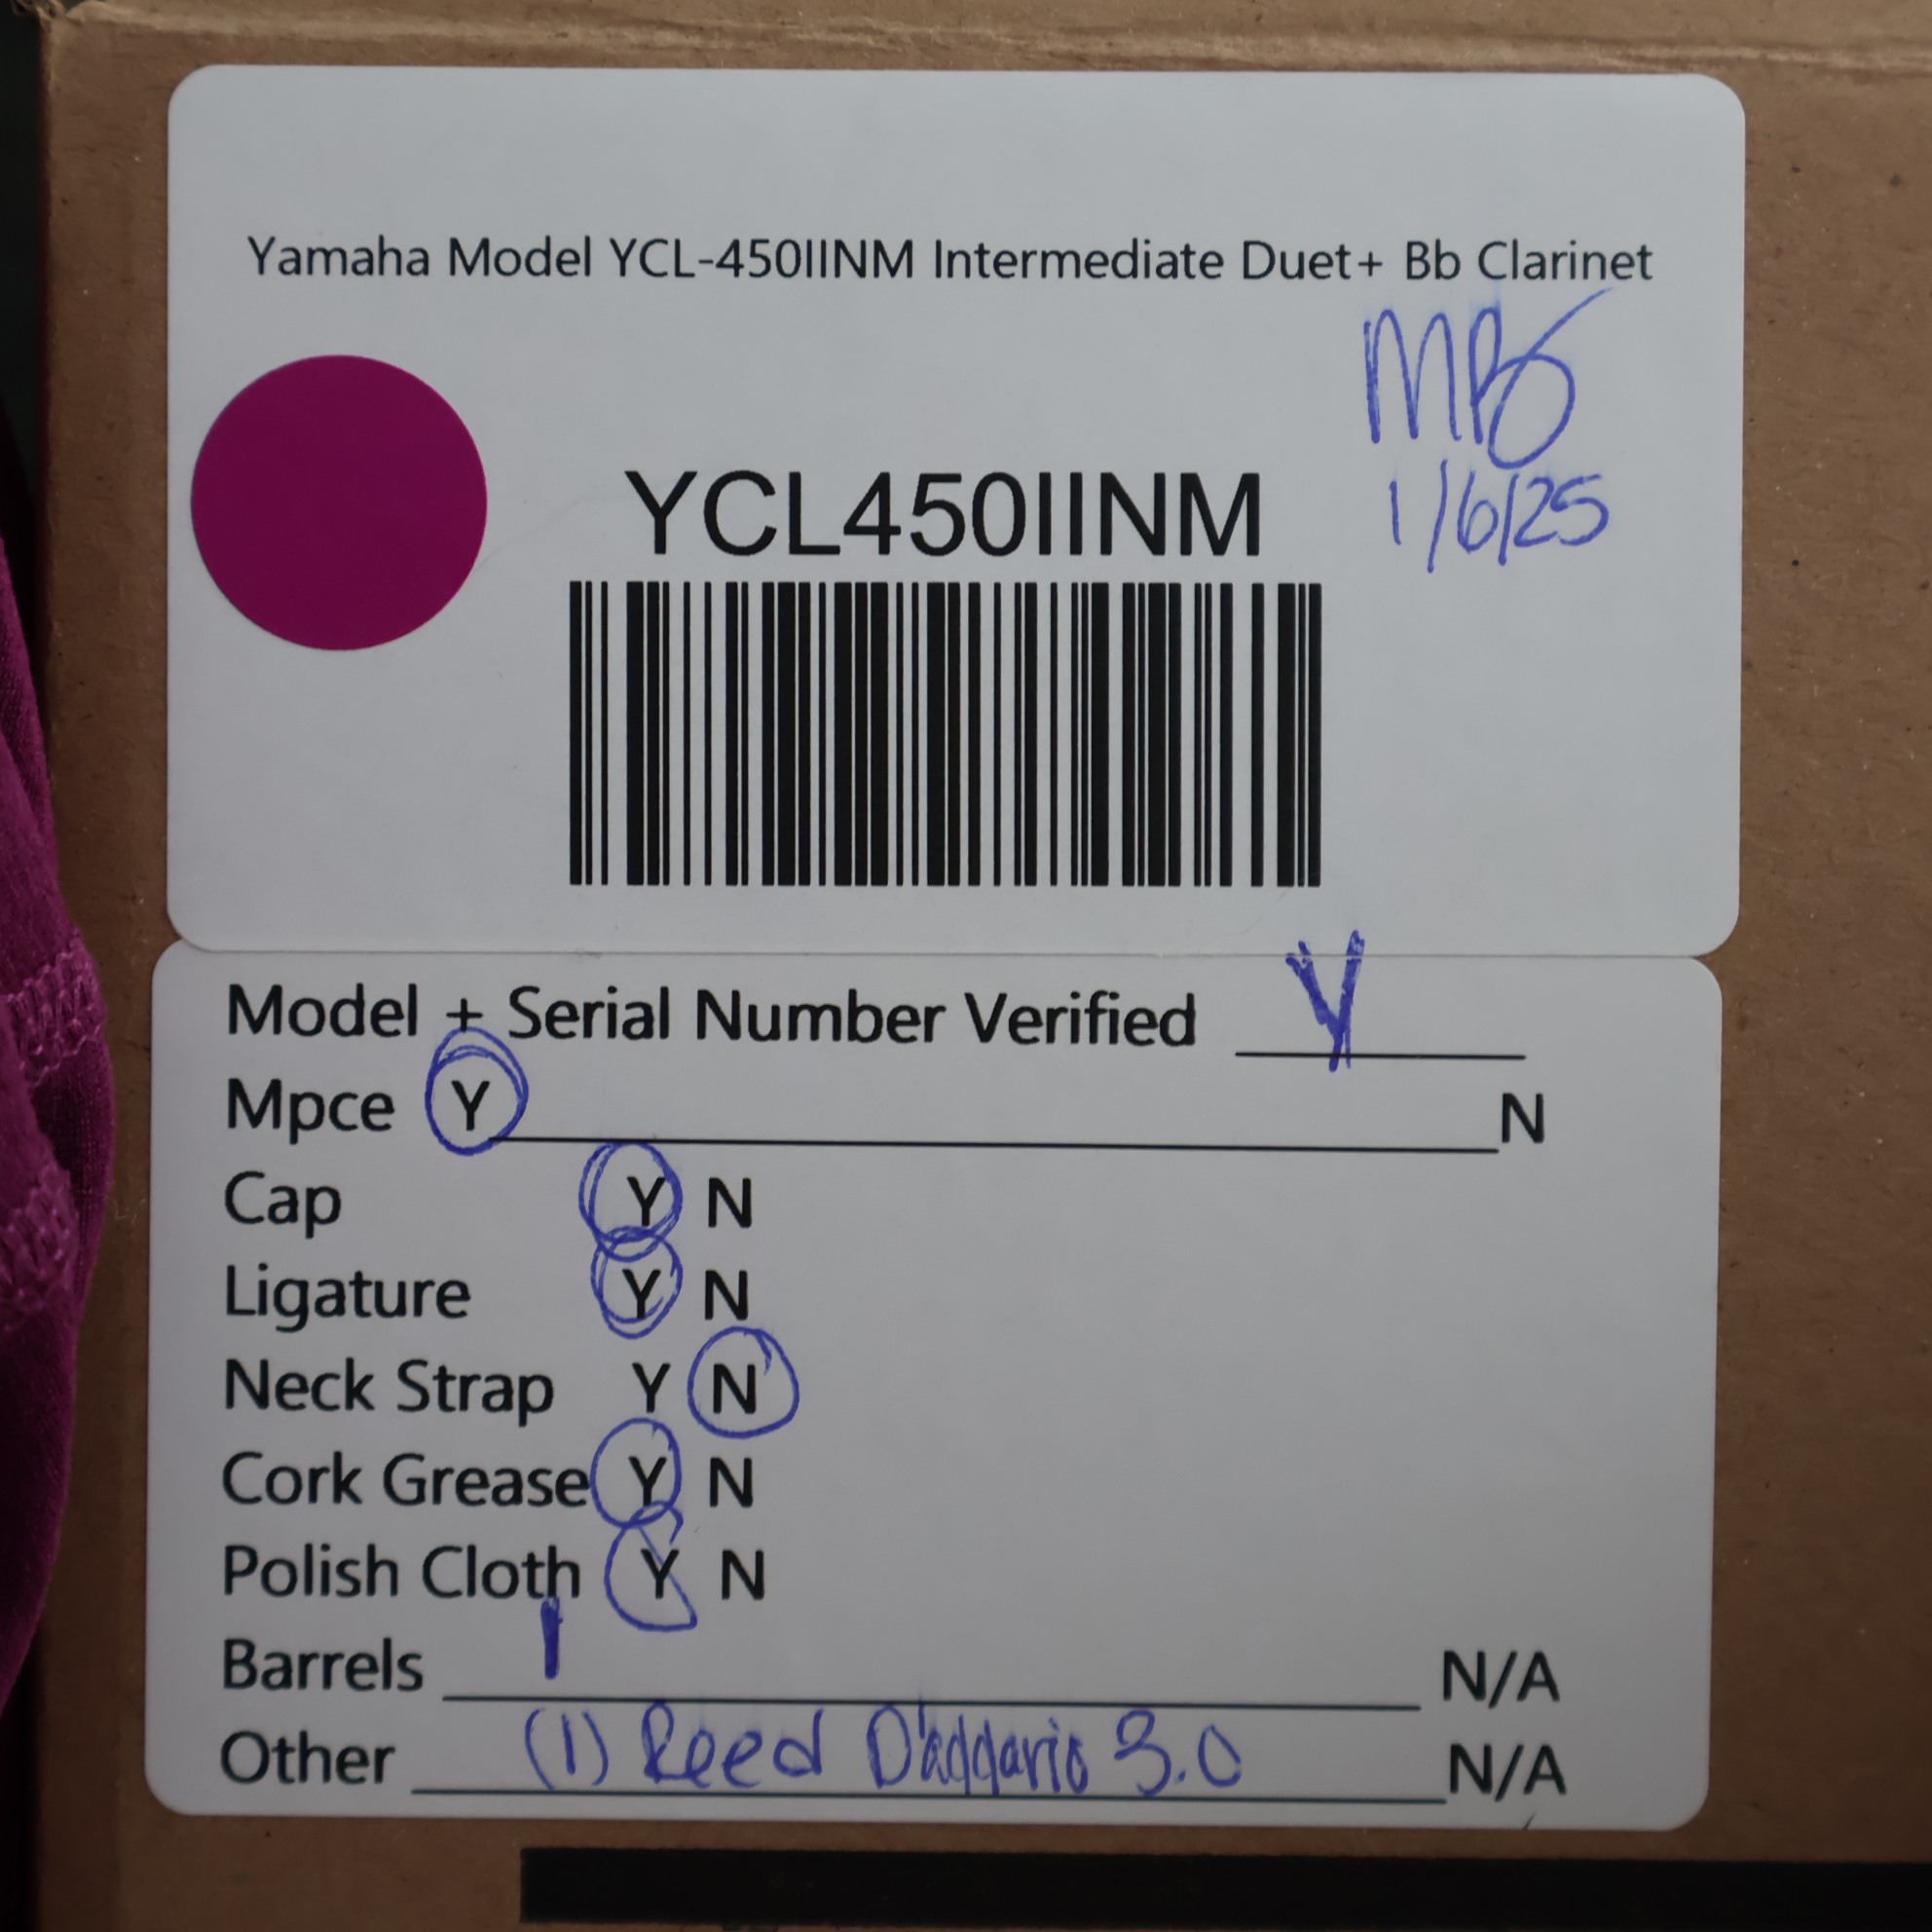 Yamaha Model YCL-450IINM Intermediate Duet+ Bb Clarinet
1/6/25
YCL450IINM
Model + Serial Number Verified Y
Mpce Y N
Cap Y N
Ligature Y N
Neck Strap Y N
Cork Grease Y N
Polish Cloth Y N
Barrels 1 N/A
Other (1) Reed D'addario 3.0 N/A